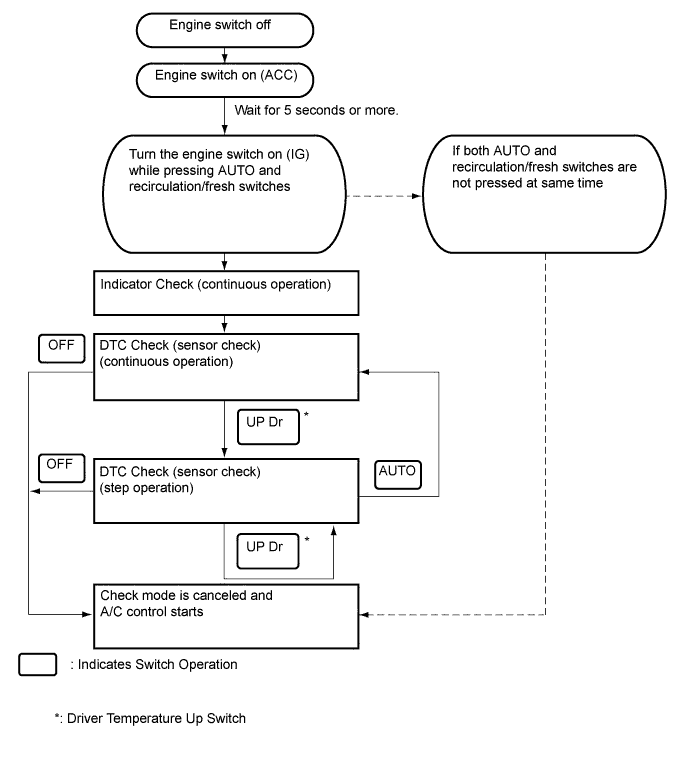 Engine switch off
Engine switch on (ACC)
Wait for 5 seconds or more.
Turn the engine switch on (IG)
while pressing AUTO and
recirculation/fresh switches
If both AUTO and
recirculation/fresh switches are
not pressed at same time
Indicator Check (continuous operation)
OFF
DTC Check (sensor check)
(continuous operation)
UP Dr *
OFF
DTC Check (sensor check)
(step operation)
AUTO
UP Dr *
Check mode is canceled and
A/C control starts
: Indicates Switch Operation
*: Driver Temperature Up Switch